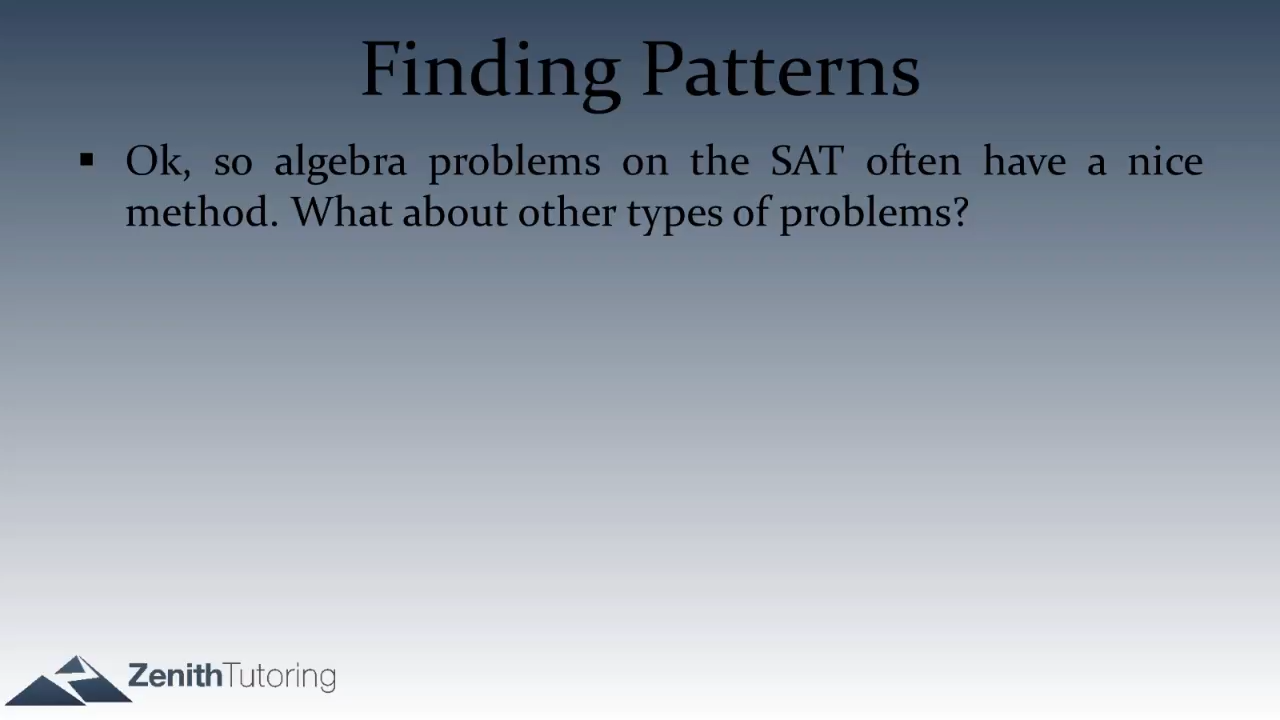 Finding Patterns
▪ Ok, so algebra problems on the SAT often have a nice
method. What about other types of problems?
ZenithTutoring